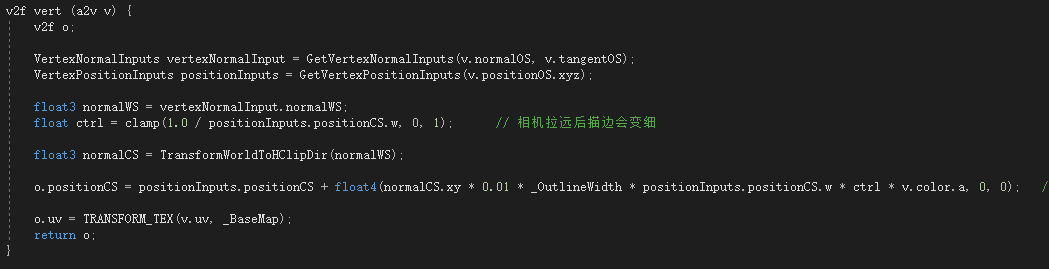 v2f vert (a2v v) {
v2f o;
VertexNormalInputs vertexNormalInput = GetVertexNormalInputs(v.normalOS, v.tangentOS);
VertexPositionInputs positionInputs = GetVertexPositionInputs(v.positionOS.xyz);
float3 normalWS = vertexNormalInput.normalWS;
float ctrl = clamp(1.0 / positionInputs.positionCS.w, 0, 1); // 相机拉远后描边会变细
float3 normalCS = TransformWorldToHClipDir(normalWS);
o.positionCS = positionInputs.positionCS + float4(normalCS.xy * 0.01 * _OutlineWidth * positionInputs.positionCS.w * ctrl * v.color.a, 0, 0); /
o.uv = TRANSFORM_TEX(v.uv, _BaseMap);
return o;
}